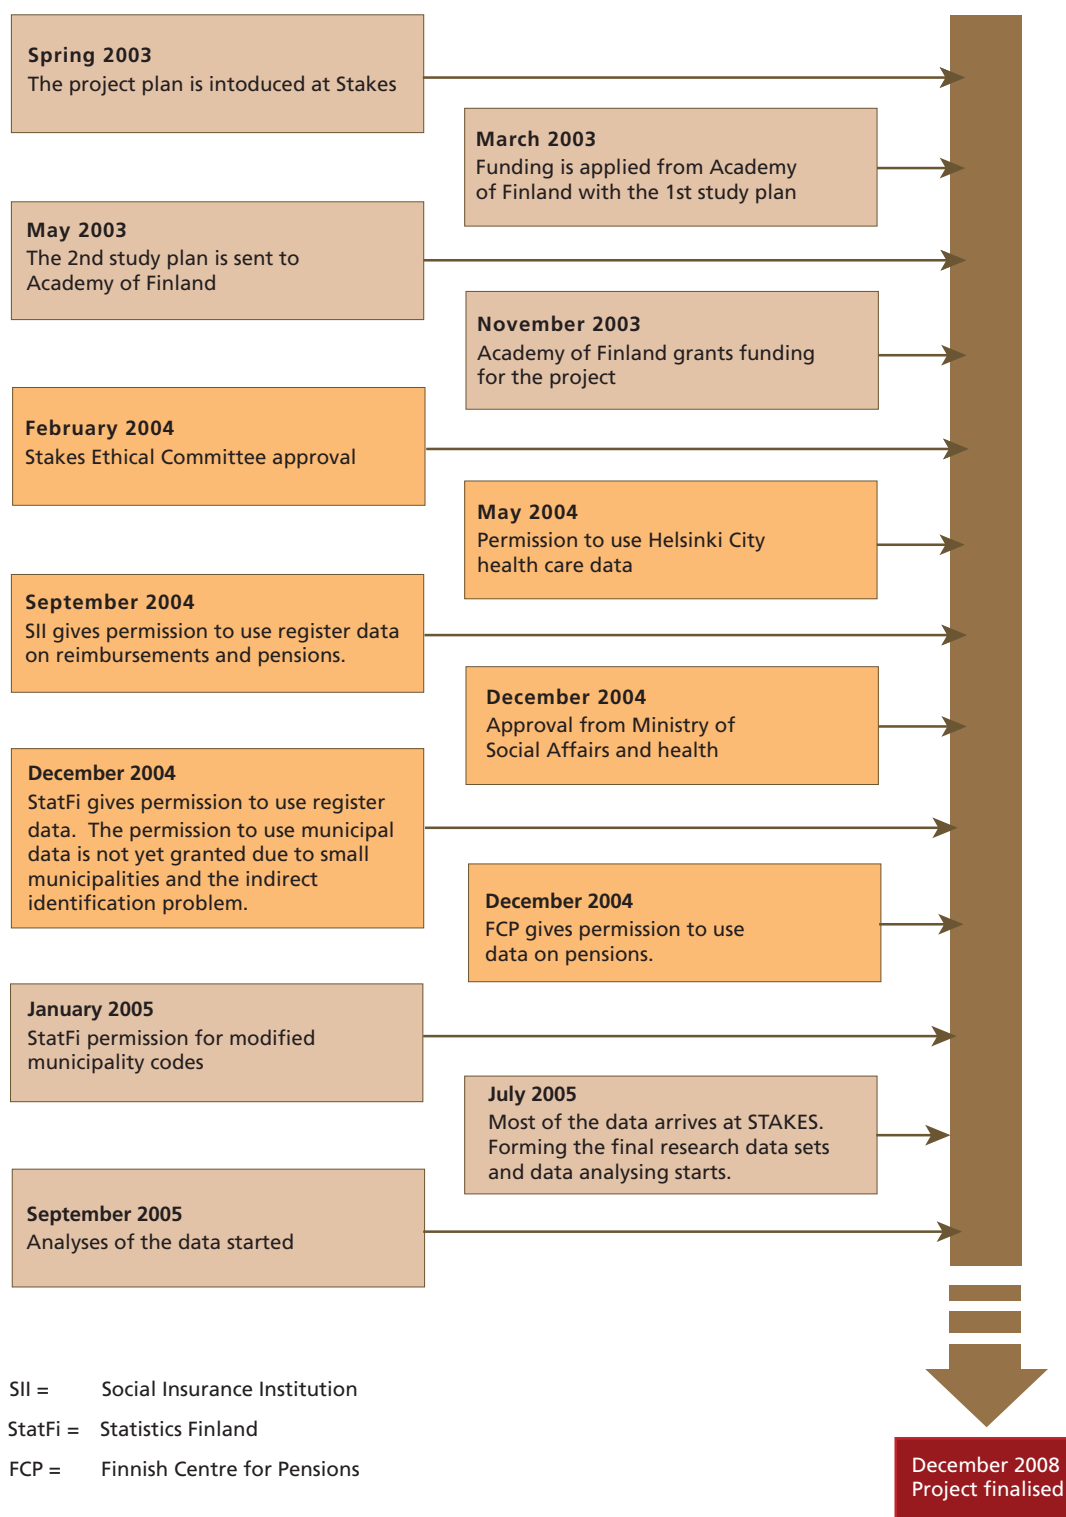 Spring 2003
The project plan is intoduced at Stakes
March 2003
Funding is applied from Academy
of Finland with the 1st study plan
May 2003
The 2nd study plan is sent to
Academy of Finland
November 2003
Academy of Finland grants funding
for the project
February 2004
Stakes Ethical Committee approval
May 2004
Permission to use Helsinki City
health care data
September 2004
SII gives permission to use register data
on reimbursements and pensions.
December 2004
Approval from Ministry of
Social Affairs and health
December 2004
StatFi gives permission to use register
data.  The permission to use municipal
data is not yet granted due to small
municipalities and the indirect
identification problem.
December 2004
FCP gives permission to use
data on pensions.
January 2005
StatFi permission for modified
municipality codes
July 2005
Most of the data arrives at STAKES.
Forming the final research data sets
and data analysing starts.
September 2005
Analyses of the data started
SII = Social Insurance Institution
StatFi = Statistics Finland
FCP = Finnish Centre for Pensions
December 2008
Project finalised